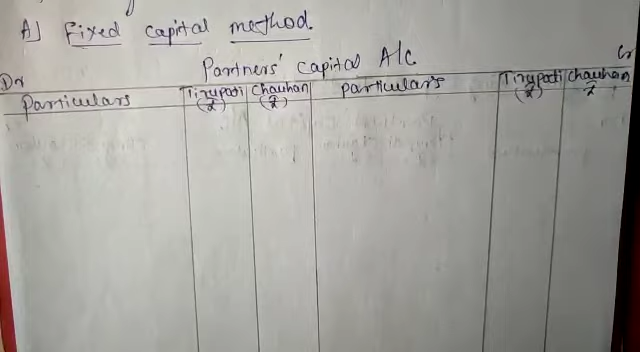 A] Fixed capital method.
Partners' capital A/c
Dr Cr
Particulars Tirupati (₹) Chauhan (₹) Particulars Tirupati (₹) Chauhan ₹